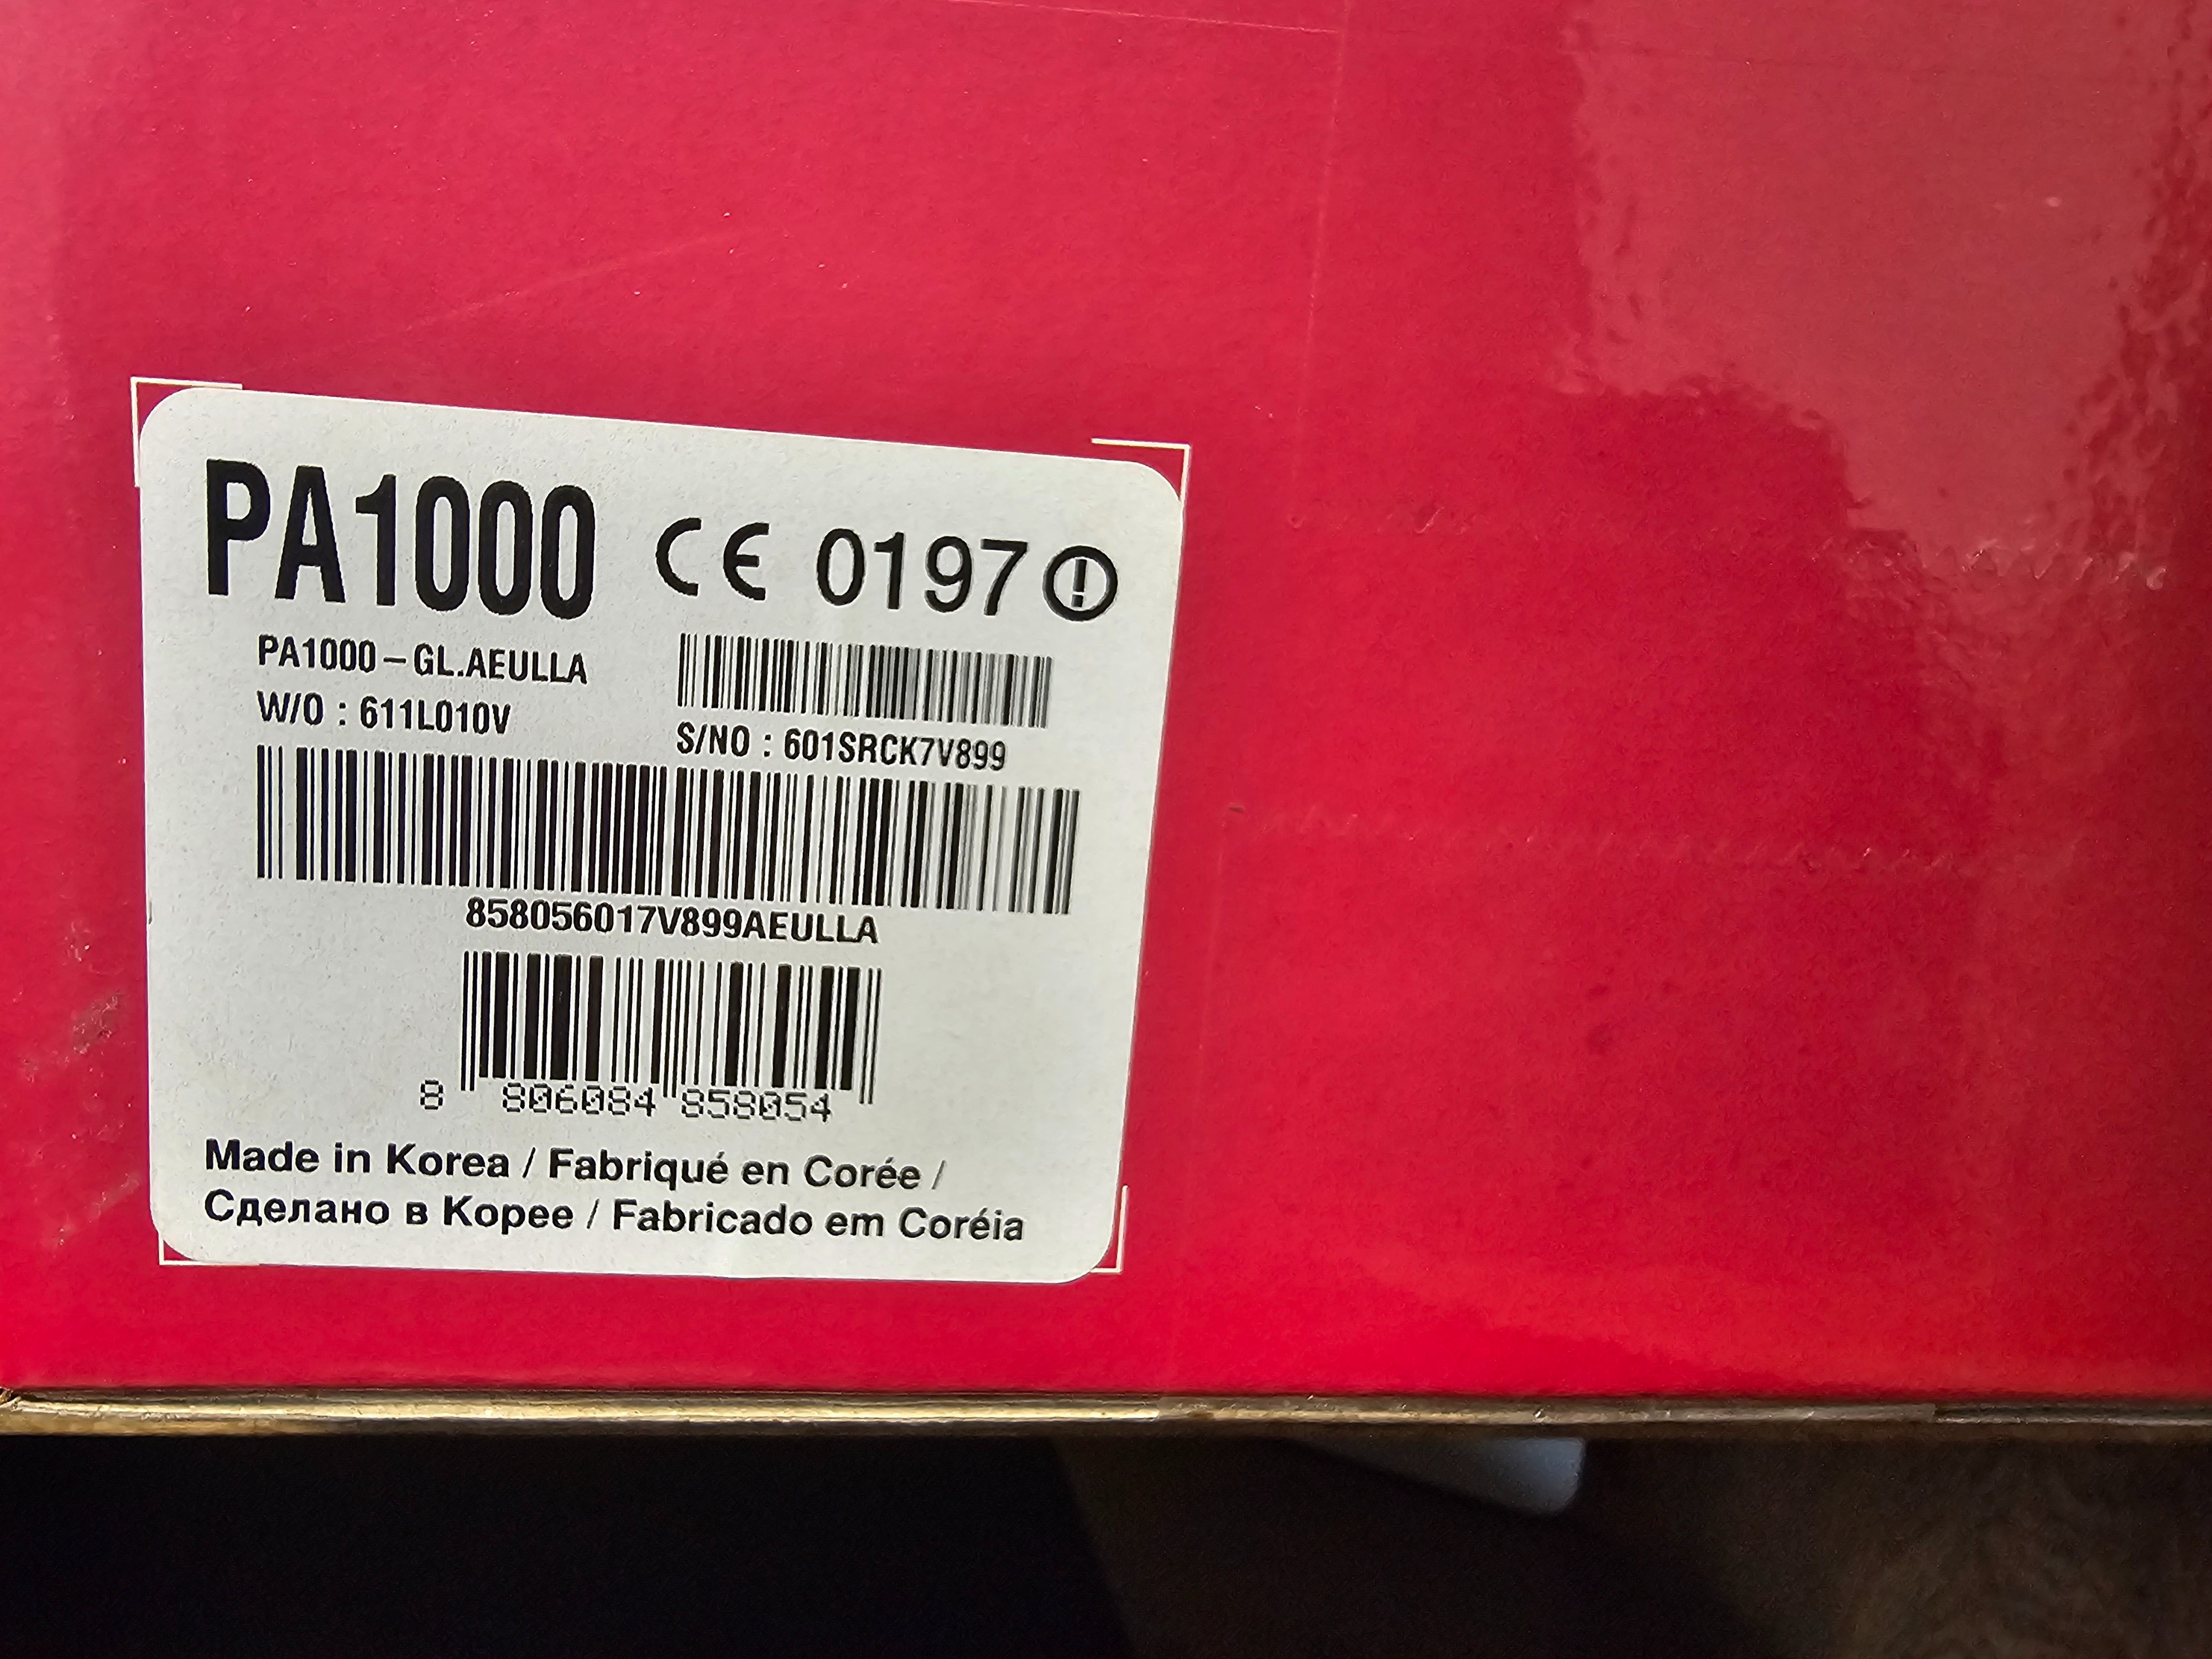 PA1000 CE 0197
PA1000-GL.AEULLA
W/O : 611L010V
S/NO : 601SRCK7V899
858056017V899AEULLA
8 806084 858054
Made in Korea / Fabriqué en Corée /
Сделано в Корее / Fabricado em Coréia